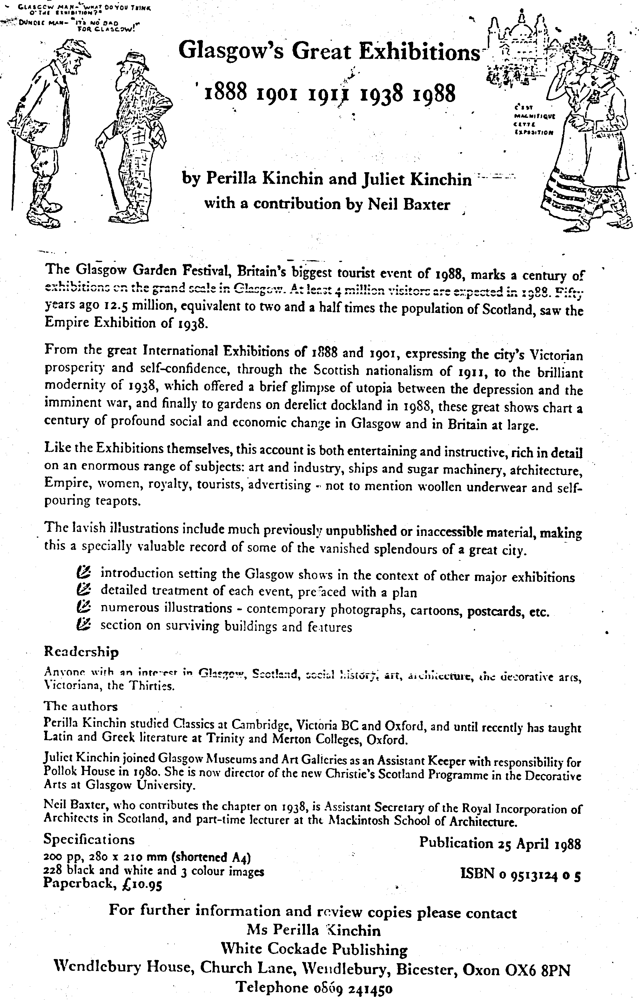 GLASGOW MAN- "WHAT DO YOU THINK
O' THE EXHIBITION?"
DUNDEE MAN- "IT'S NO BAD
FOR GLASGOW!"
Glasgow's Great Exhibitions
1888 1901 1911 1938 1988
C'EST
MAGNIFIQUE
CETTE
EXPOSITION
by Perilla Kinchin and Juliet Kinchin
with a contribution by Neil Baxter
The Glasgow Garden Festival, Britain's biggest tourist event of 1988, marks a century of
exhibitions on the grand scale in Glasgow. At least 4 million visitors are expected in 1988. Fifty
years ago 12.5 million, equivalent to two and a half times the population of Scotland, saw the
Empire Exhibition of 1938.
From the great International Exhibitions of 1888 and 1901, expressing the city's Victorian
prosperity and self-confidence, through the Scottish nationalism of 1911, to the brilliant
modernity of 1938, which offered a brief glimpse of utopia between the depression and the
imminent war, and finally to gardens on derelict dockland in 1988, these great shows chart a
century of profound social and economic change in Glasgow and in Britain at large.
Like the Exhibitions themselves, this account is both entertaining and instructive, rich in detail
on an enormous range of subjects: art and industry, ships and sugar machinery, architecture,
Empire, women, royalty, tourists, advertising - not to mention woollen underwear and self-
pouring teapots.
The lavish illustrations include much previously unpublished or inaccessible material, making
this a specially valuable record of some of the vanished splendours of a great city.
introduction setting the Glasgow shows in the context of other major exhibitions
detailed treatment of each event, prefaced with a plan
numerous illustrations - contemporary photographs, cartoons, postcards, etc.
section on surviving buildings and features
Readership
Anyone with an interest in Glasgow, Scotland, social history, art, architecture, the decorative arts,
Victoriana, the Thirties.
The authors
Perilla Kinchin studied Classics at Cambridge, Victoria BC and Oxford, and until recently has taught
Latin and Greek literature at Trinity and Merton Colleges, Oxford.
Juliet Kinchin joined Glasgow Museums and Art Galleries as an Assistant Keeper with responsibility for
Pollok House in 1980. She is now director of the new Christie's Scotland Programme in the Decorative
Arts at Glasgow University.
Neil Baxter, who contributes the chapter on 1938, is Assistant Secretary of the Royal Incorporation of
Architects in Scotland, and part-time lecturer at the Mackintosh School of Architecture.
Specifications
200 pp, 280 x 210 mm (shortened A4)
228 black and white and 3 colour images
Paperback, £10.95
Publication 25 April 1988
ISBN 0 9513124 0 5
For further information and review copies please contact
Ms Perilla Kinchin
White Cockade Publishing
Wendlebury House, Church Lane, Wendlebury, Bicester, Oxon OX6 8PN
Telephone 0869 241450